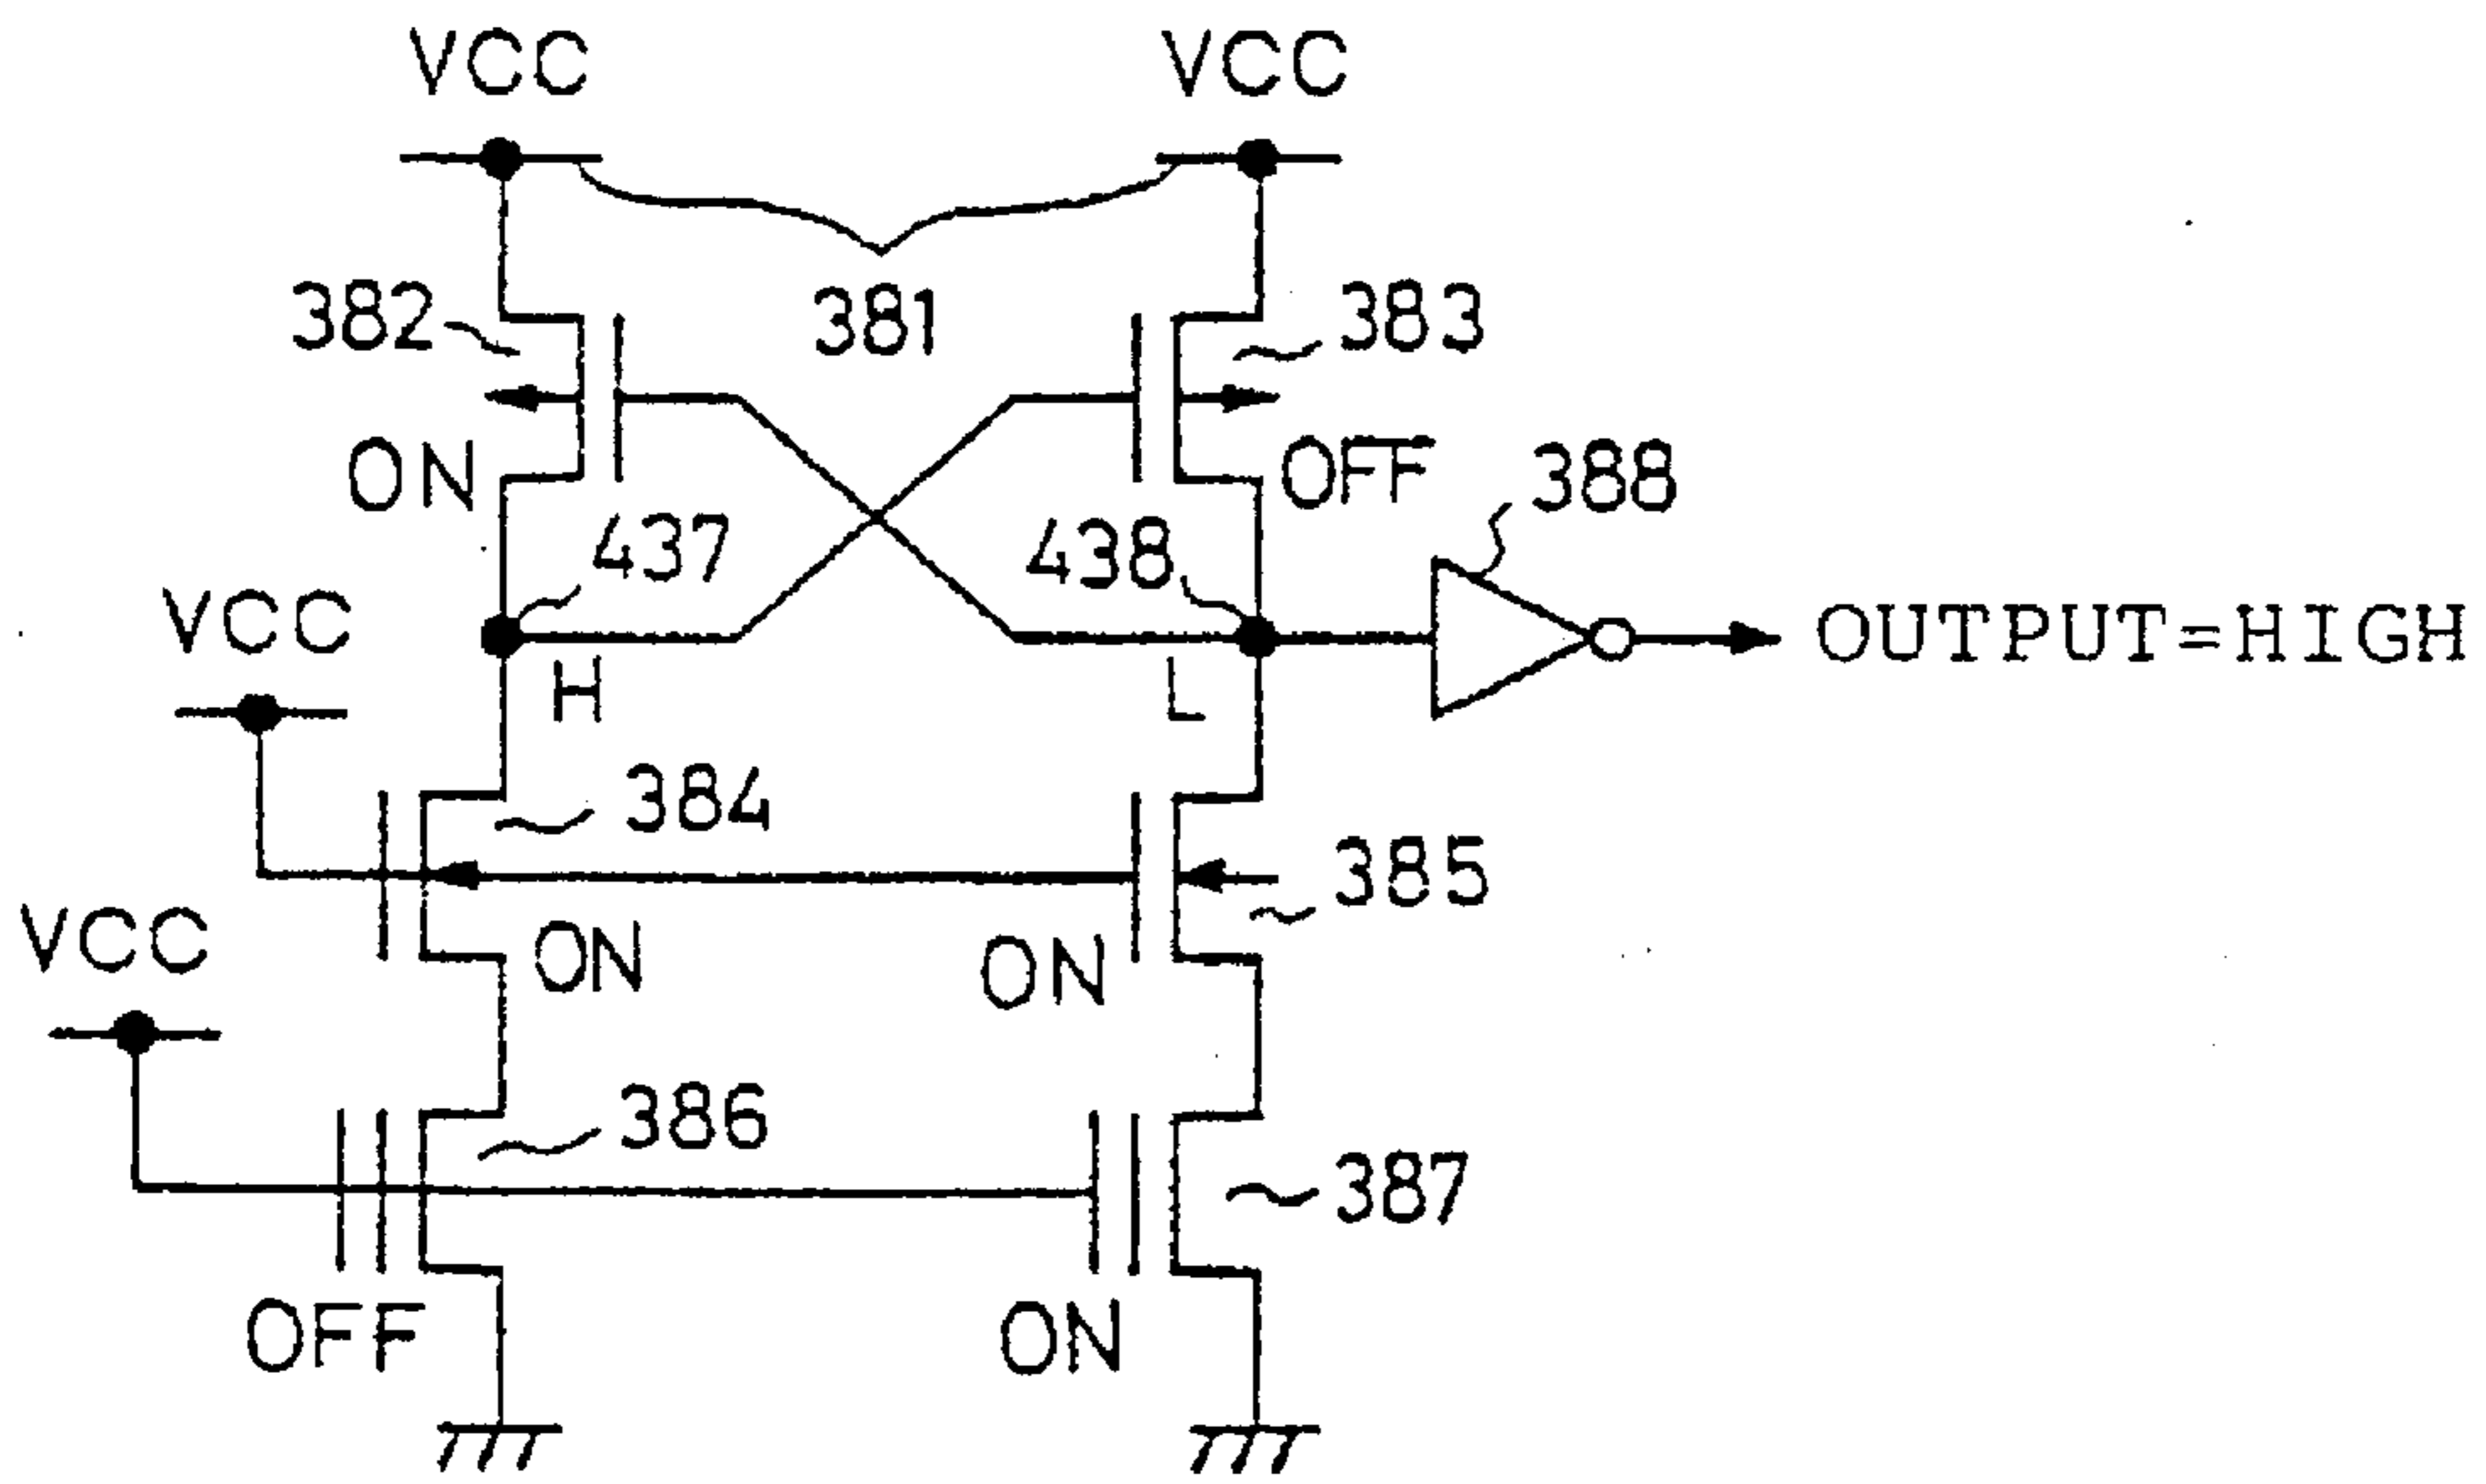 VCC
VCC
382
381
383
ON
OFF
388
437
438
VCC
OUTPUT=HIGH
H
L
384
385
VCC
ON
ON
386
387
OFF
ON